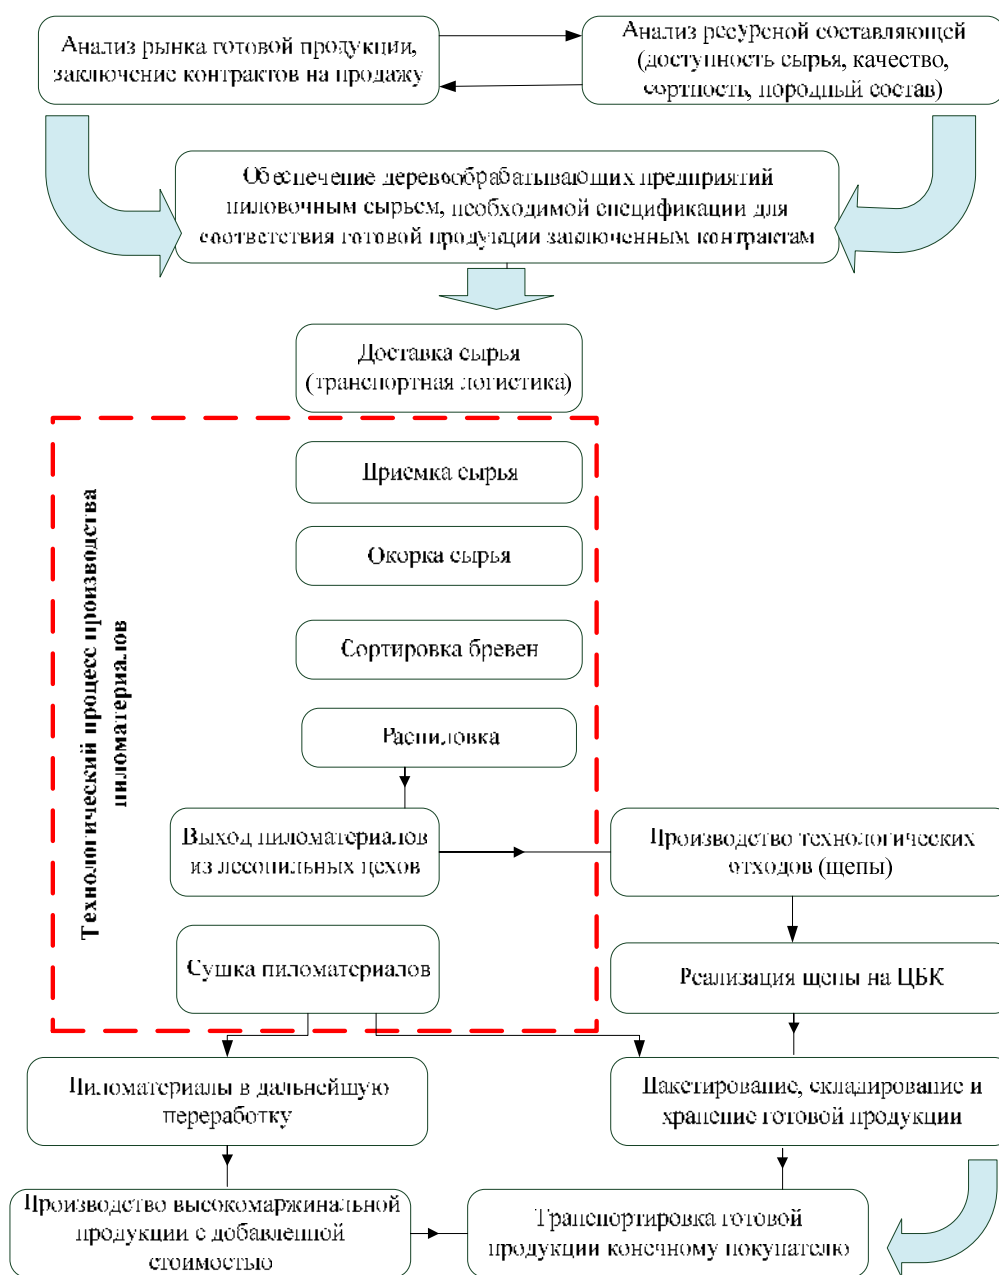 Анализ рынка готовой продукции,
заключение контрактов на продажу
Анализ ресурсной составляющей
(доступность сырья, качество,
сортность, породный состав)
Обеспечение деревообрабатывающих предприятий
пиловочным сырьем, необходимой спецификации для
соответствия готовой продукции заключенным контрактам
Доставка сырья
(транспортная логистика)
Технологический процесс производства
пиломатериалов
Приемка сырья
Окорка сырья
Сортировка бревен
Распиловка
Выход пиломатериалов
из лесопильных цехов
Производство технологических
отходов (щепы)
Сушка пиломатериалов
Реализация щепы на ЦБК
Пиломатериалы в дальнейшую
переработку
Пакетирование, складирование и
хранение готовой продукции
Производство высокомаржинальной
продукции с добавленной
стоимостью
Транспортировка готовой
продукции конечному покупателю